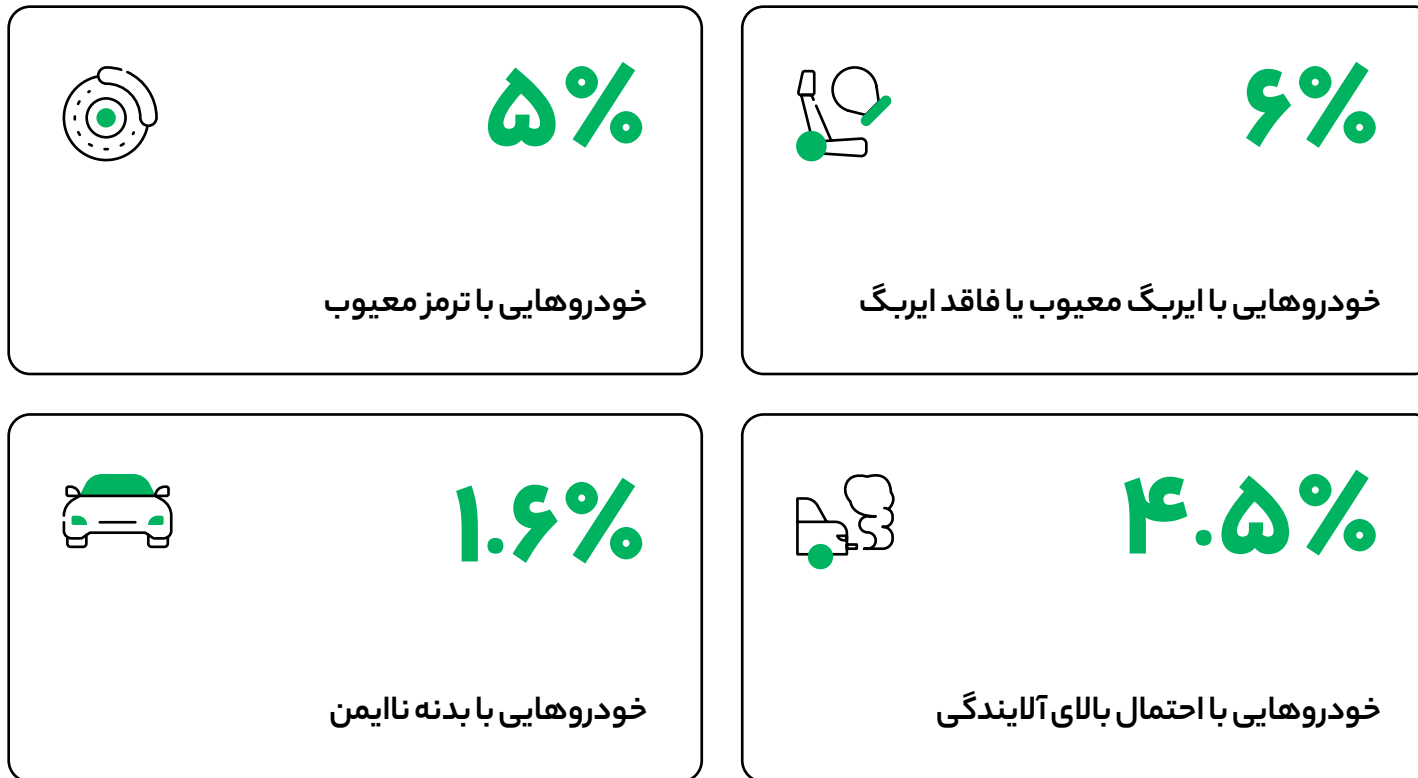 ۶%
خودروهایی با ایربگ معیوب یا فاقد ایربگ
۵%
خودروهایی با ترمز معیوب
۴.۵%
خودروهایی با احتمال بالای آلایندگی
۱.۶%
خودروهایی با بدنه ناایمن